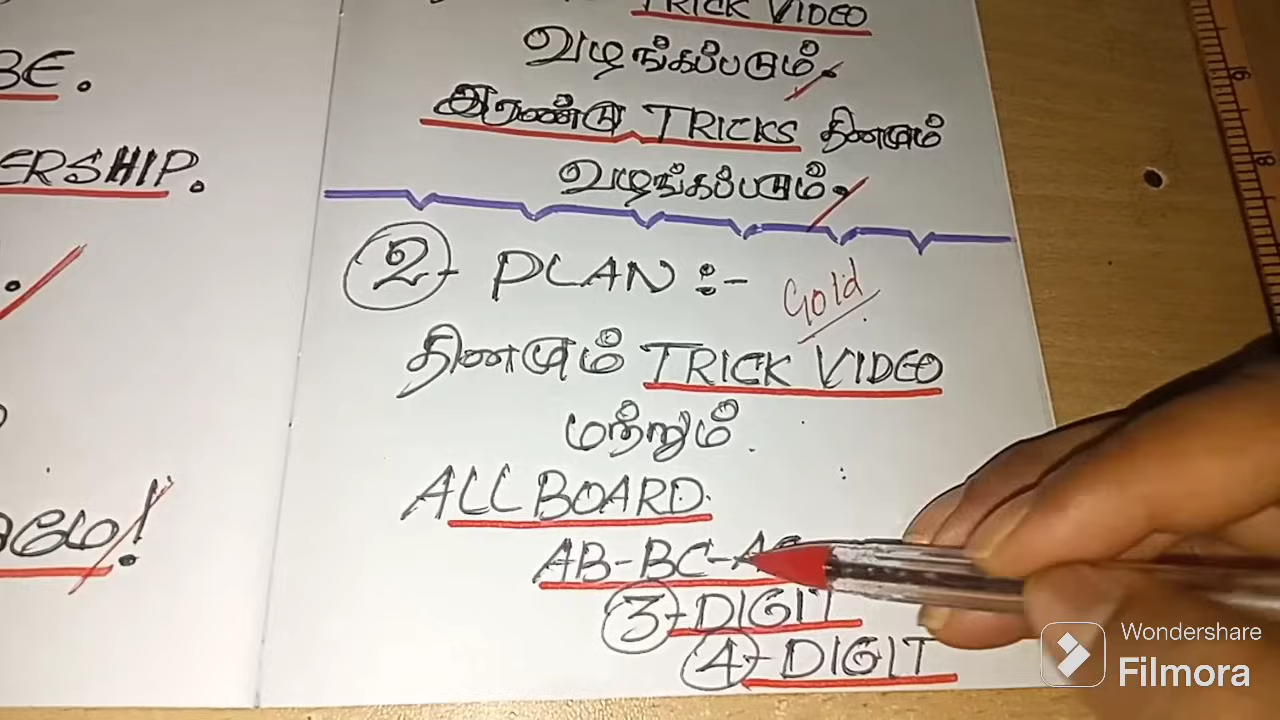 BE.
ERSHIP.
மே!
TRICK VIDEO
வழங்கப்படும்.
இரண்டு TRICKS தினமும்
வழங்கப்படும்.
2 - PLAN :-
Gold
தினமும் TRICK VIDEO
மற்றும்.
ALL BOARD.
AB-BC-A
3 - DIGIT
4 - DIGIT
Wondershare
Filmora